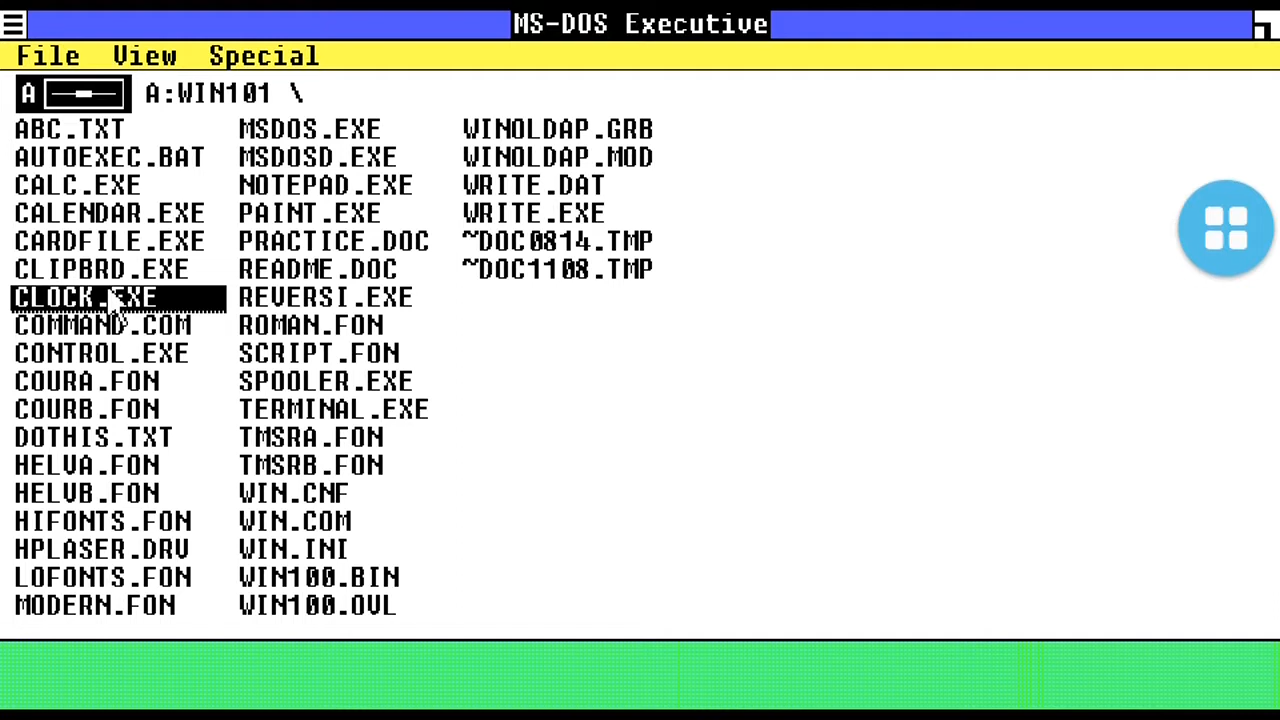 MS-DOS Executive
File View Special
A A:WIN101 \
ABC.TXT MSDOS.EXE WINOLDAP.GRB
AUTOEXEC.BAT MSDOSD.EXE WINOLDAP.MOD
CALC.EXE NOTEPAD.EXE WRITE.DAT
CALENDAR.EXE PAINT.EXE WRITE.EXE
CARDFILE.EXE PRACTICE.DOC ~DOC0814.TMP
CLIPBRD.EXE README.DOC ~DOC1108.TMP
CLOCK.EXE REVERSI.EXE
COMMAND.COM ROMAN.FON
CONTROL.EXE SCRIPT.FON
COURA.FON SPOOLER.EXE
COURB.FON TERMINAL.EXE
DOTHIS.TXT TMSRA.FON
HELVA.FON TMSRB.FON
HELVB.FON WIN.CNF
HIFONTS.FON WIN.COM
HPLASER.DRV WIN.INI
LOFONTS.FON WIN100.BIN
MODERN.FON WIN100.OVL